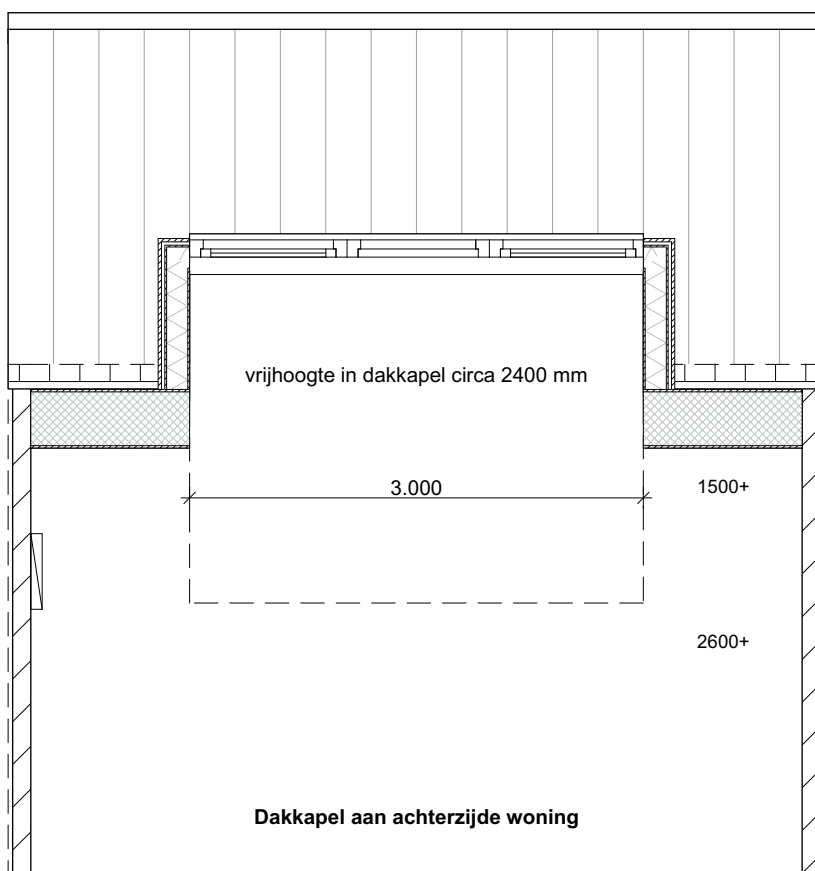 vrijhoogte in dakkapel circa 2400 mm
3.000
1500+
2600+
Dakkapel aan achterzijde woning